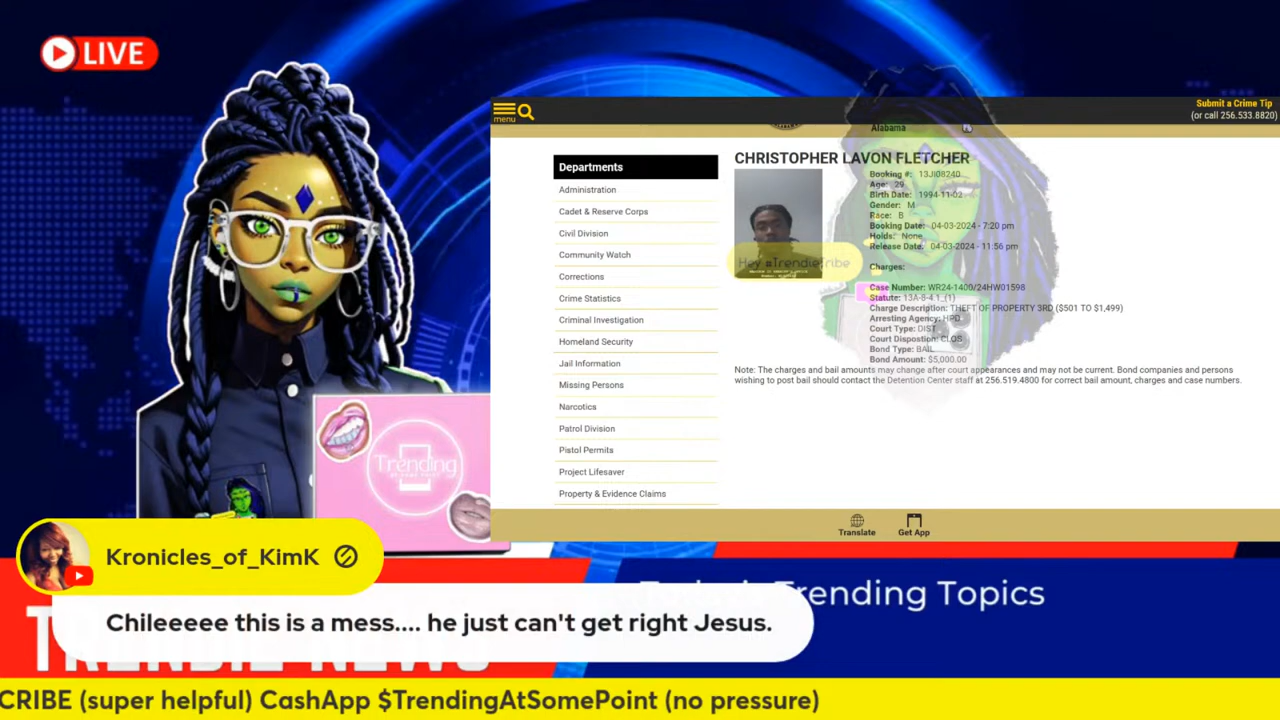 LIVE
menu
Submit a Crime Tip
(or call 256.533.8820)
Alabama
Departments
Administration
Cadet & Reserve Corps
Civil Division
Community Watch
Corrections
Crime Statistics
Criminal Investigation
Homeland Security
Jail Information
Missing Persons
Narcotics
Patrol Division
Pistol Permits
Project Lifesaver
Property & Evidence Claims
CHRISTOPHER LAVON FLETCHER
Booking #: 13JI08240
Age: 29
Birth Date: 1994-11-02
Gender: M
Race: B
Booking Date: 04-03-2024 - 7:20 pm
Holds: None
Release Date: 04-03-2024 - 11:56 pm
Charges:
Case Number: WR24-1400/24HW01598
Statute: 13A-8-4.1_(1)
Charge Description: THEFT OF PROPERTY 3RD ($501 TO $1,499)
Arresting Agency: HPD
Court Type: DIST
Court Dispostion: CLOS
Bond Type: BAIL
Bond Amount: $5,000.00
Note: The charges and bail amounts may change after court appearances and may not be current. Bond companies and persons
wishing to post bail should contact the Detention Center staff at 256.519.4800 for correct bail amount, charges and case numbers.
Hey #TrendieTribe
Trending
Translate
Get App
Kronicles_of_KimK
Chileeeee this is a mess.... he just can't get right Jesus.
Trending Topics
CRIBE (super helpful) CashApp $TrendingAtSomePoint (no pressure)